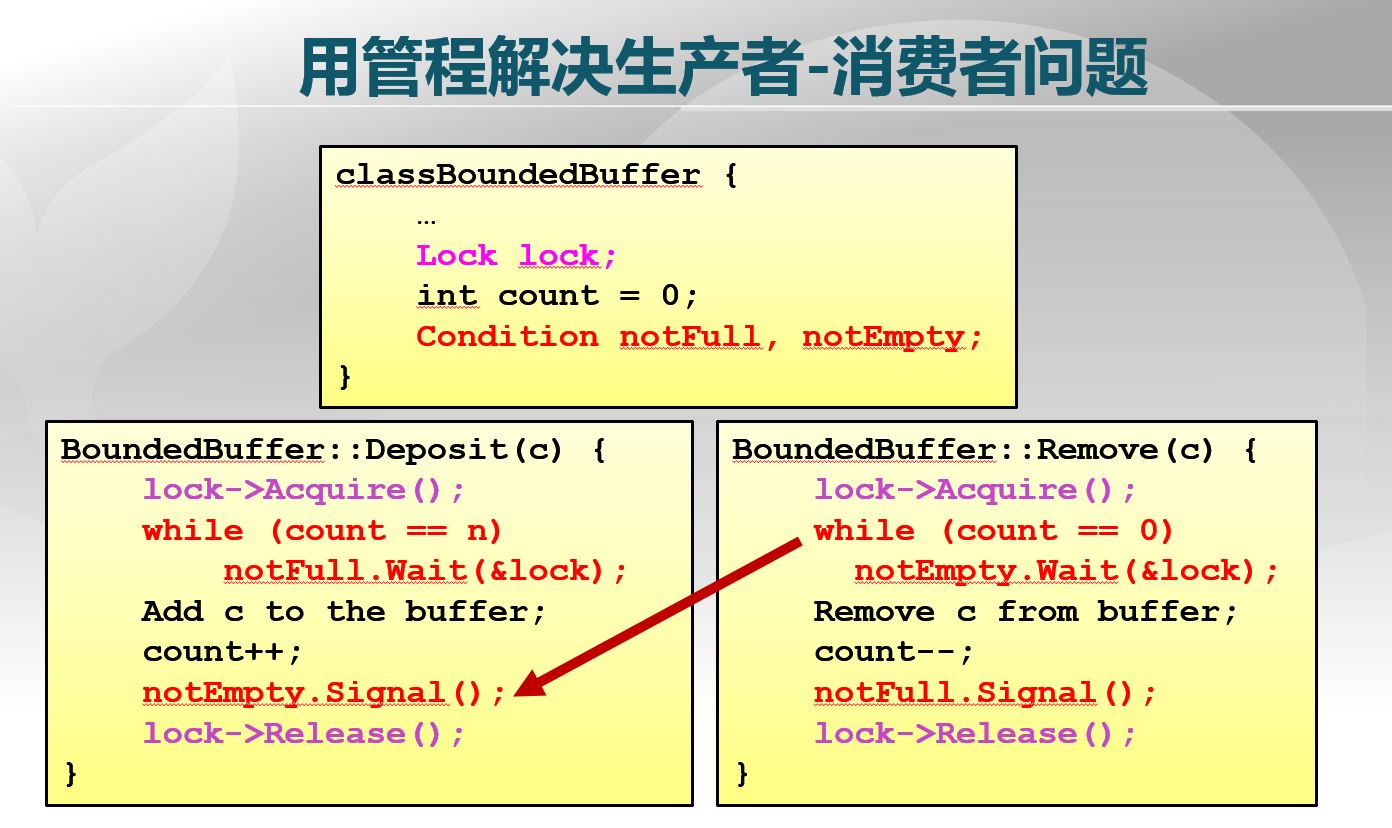 用管程解决生产者-消费者问题
classBoundedBuffer {
…
Lock lock;
int count = 0;
Condition notFull, notEmpty;
}
BoundedBuffer::Deposit(c) {
lock->Acquire();
while (count == n)
notFull.Wait(&lock);
Add c to the buffer;
count++;
notEmpty.Signal();
lock->Release();
}
BoundedBuffer::Remove(c) {
lock->Acquire();
while (count == 0)
notEmpty.Wait(&lock);
Remove c from buffer;
count--;
notFull.Signal();
lock->Release();
}